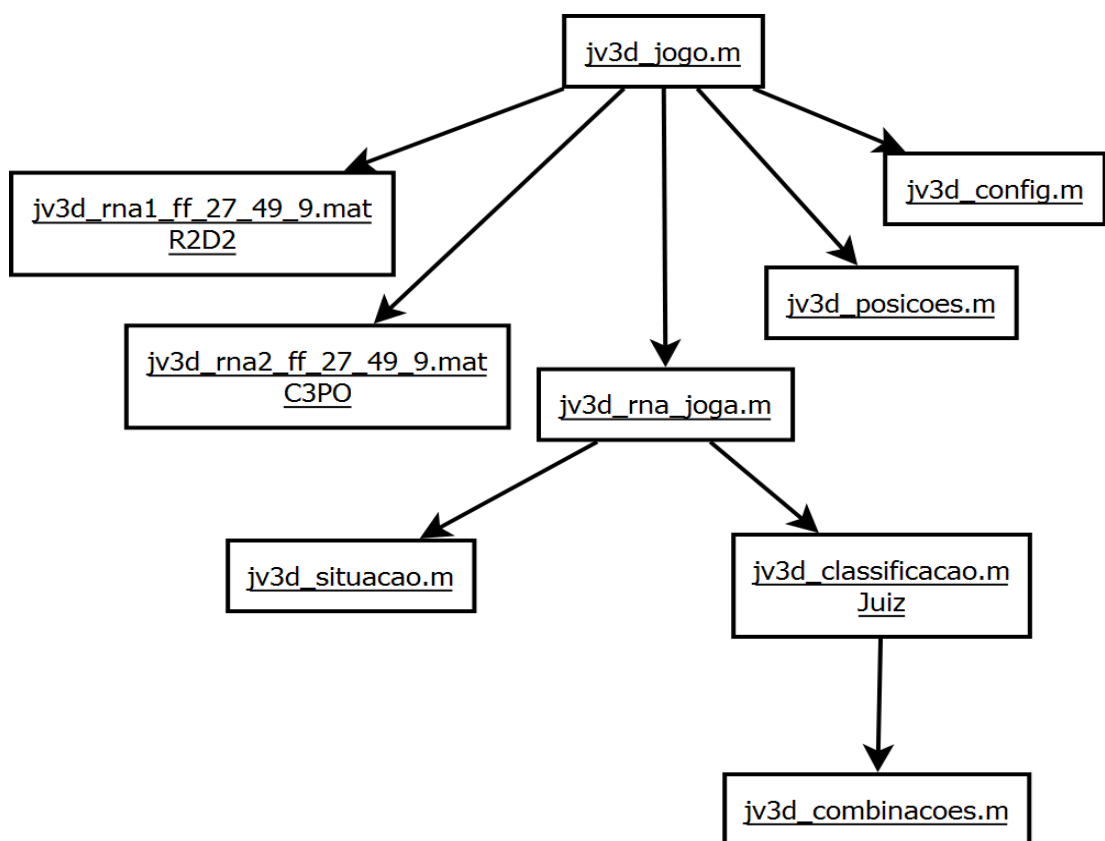 jv3d_jogo.m
jv3d_rna1_ff_27_49_9.mat
R2D2
jv3d_config.m
jv3d_posicoes.m
jv3d_rna2_ff_27_49_9.mat
C3PO
jv3d_rna_joga.m
jv3d_situacao.m
jv3d_classificacao.m
Juiz
jv3d_combinacoes.m